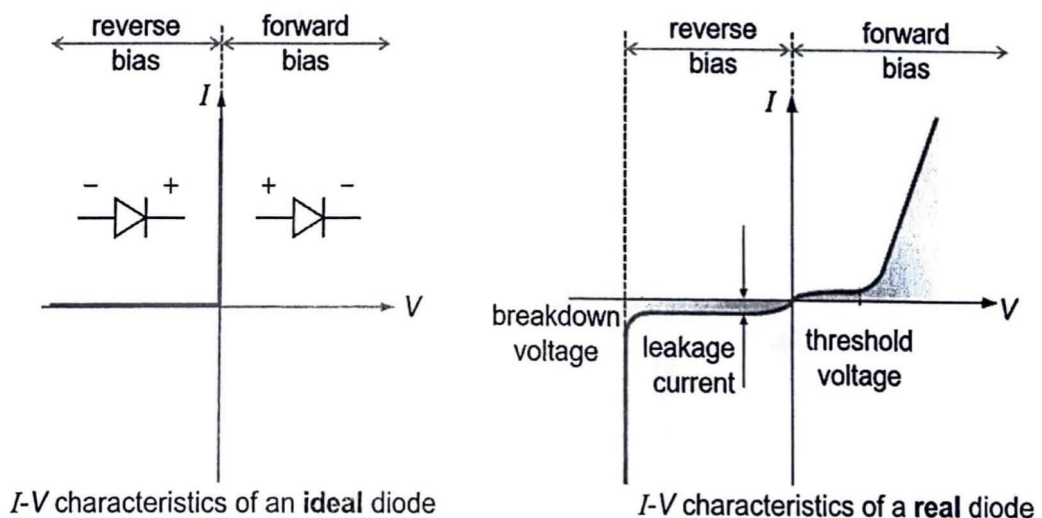 reverse
bias
forward
bias
I
−
+
+
−
V
I-V characteristics of an ideal diode
reverse
bias
forward
bias
I
V
breakdown
voltage
leakage
current
threshold
voltage
I-V characteristics of a real diode